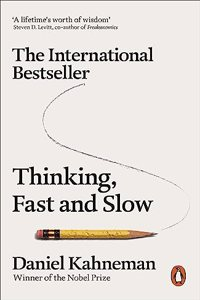 ‘A lifetime’s worth of wisdom’
Steven D. Levitt, co-author of Freakonomics
The International
Bestseller
Thinking,
Fast and Slow
Daniel Kahneman
Winner of the Nobel Prize